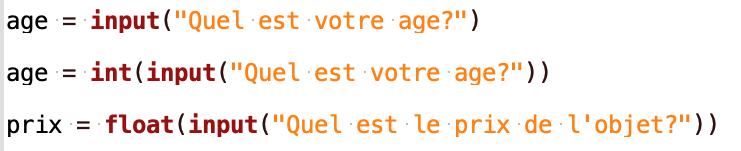 age = input("Quel est votre age?")
age = int(input("Quel est votre age?"))
prix = float(input("Quel est le prix de l'objet?"))